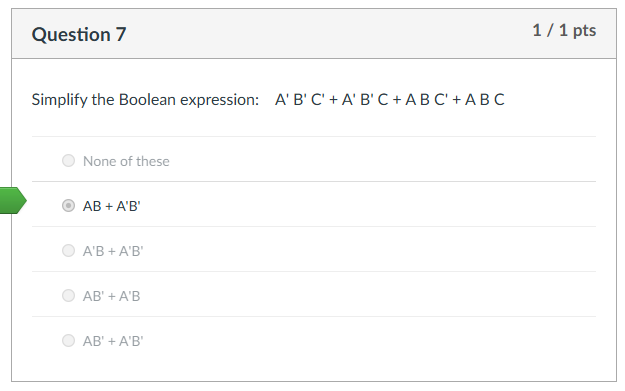 Question 7
1 / 1 pts
Simplify the Boolean expression: A' B' C' + A' B' C + A B C' + A B C
None of these
AB + A'B'
A'B + A'B'
AB' + A'B
AB' + A'B'